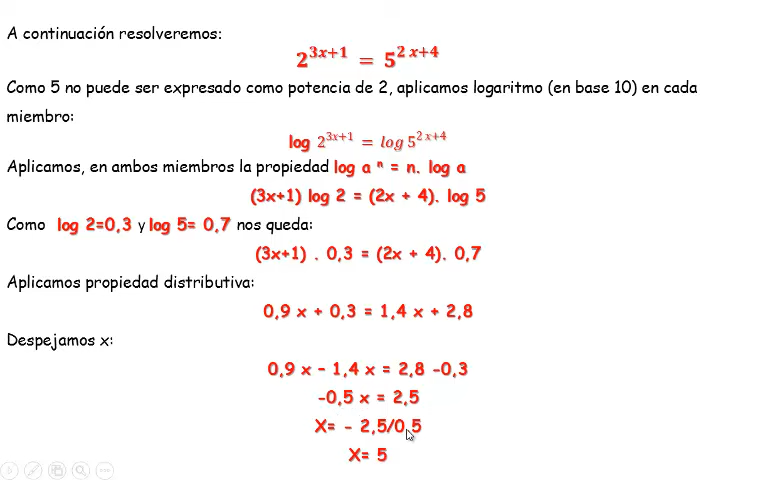 A continuación resolveremos:
2^{3x+1} = 5^{2 x+4}
Como 5 no puede ser expresado como potencia de 2, aplicamos logaritmo (en base 10) en cada
miembro:
log 2^{3x+1} = log 5^{2 x+4}
Aplicamos, en ambos miembros la propiedad log a ⁿ = n. log a
(3x+1) log 2 = (2x + 4). log 5
Como log 2=0,3 y log 5= 0,7 nos queda:
(3x+1) . 0,3 = (2x + 4). 0,7
Aplicamos propiedad distributiva:
0,9 x + 0,3 = 1,4 x + 2,8
Despejamos x:
0,9 x – 1,4 x = 2,8 -0,3
-0,5 x = 2,5
X= - 2,5/0,5
X= 5